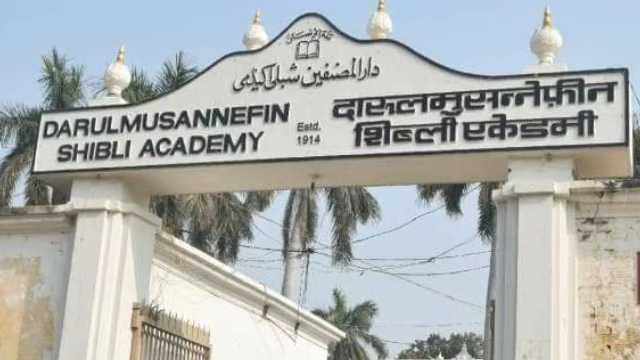 دار المصنفین شبلی اکیڈمی
DARULMUSANNEFIN
SHIBLI ACADEMY
Estd.
1914
दारुलमुसन्नेफ़ीन
शिब्ली एकेडमी